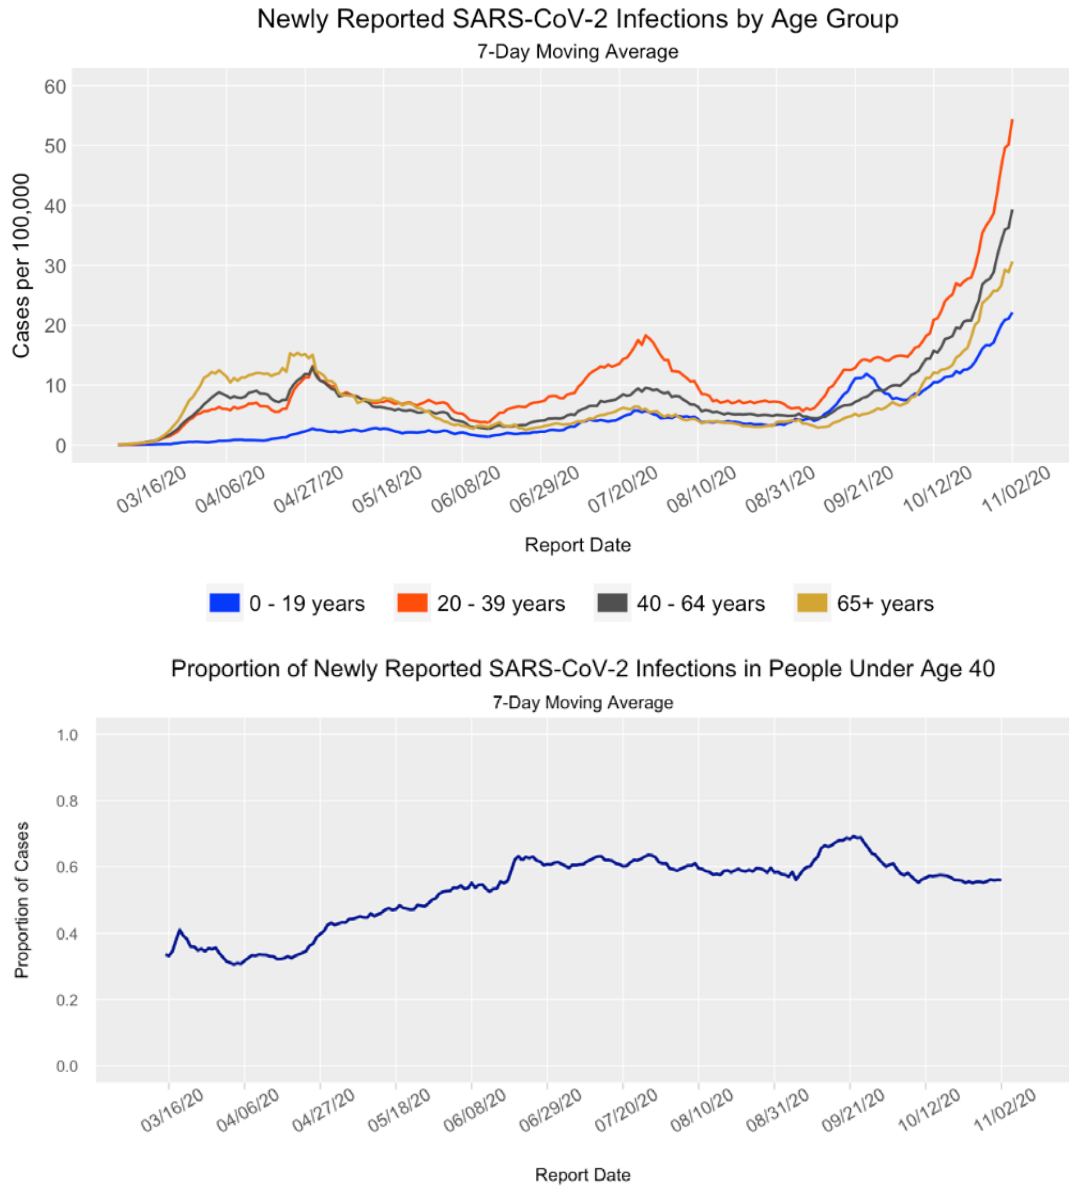 Newly Reported SARS-CoV-2 Infections by Age Group
7-Day Moving Average
60
50
40
30
20
10
0
Cases per 100,000
03/16/20 04/06/20 04/27/20 05/18/20 06/08/20 06/29/20 07/20/20 08/10/20 08/31/20 09/21/20 10/12/20 11/02/20
Report Date
0 - 19 years 20 - 39 years 40 - 64 years 65+ years
Proportion of Newly Reported SARS-CoV-2 Infections in People Under Age 40
7-Day Moving Average
1.0
0.8
0.6
0.4
0.2
0.0
Proportion of Cases
03/16/20 04/06/20 04/27/20 05/18/20 06/08/20 06/29/20 07/20/20 08/10/20 08/31/20 09/21/20 10/12/20 11/02/20
Report Date